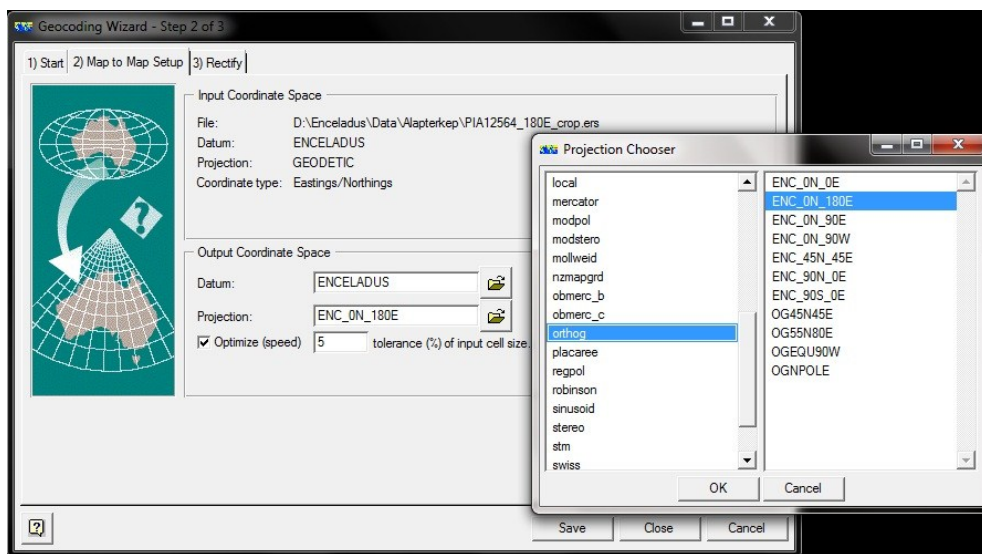 Geocoding Wizard - Step 2 of 3
1) Start
2) Map to Map Setup
3) Rectify
Input Coordinate Space
File: D:\Enceladus\Data\Alapterkep\PIA12564_180E_crop.ers
Datum: ENCELADUS
Projection: GEODETIC
Coordinate type: Eastings/Northings
Output Coordinate Space
Datum: ENCELADUS
Projection: ENC_0N_180E
Optimize (speed) 5 tolerance (%) of input cell size.
Save
Close
Cancel
Projection Chooser
local
mercator
modpol
modstero
mollweid
nzmapgrd
obmerc_b
obmerc_c
orthog
placaree
regpol
robinson
sinusoid
stereo
stm
swiss
ENC_0N_0E
ENC_0N_180E
ENC_0N_90E
ENC_0N_90W
ENC_45N_45E
ENC_90N_0E
ENC_90S_0E
OG45N45E
OG55N80E
OGEQU90W
OGNPOLE
OK
Cancel